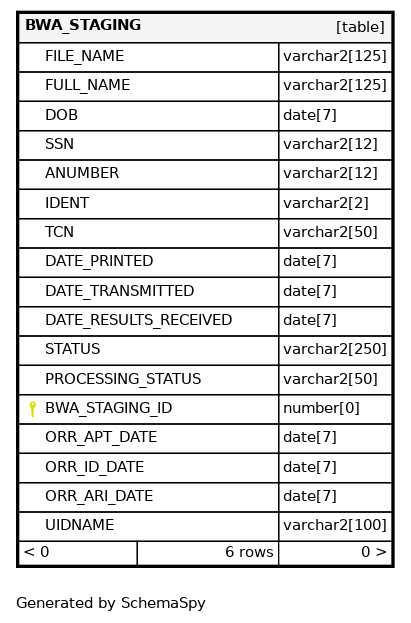 BWA_STAGING [table]
FILE_NAME varchar2[125]
FULL_NAME varchar2[125]
DOB date[7]
SSN varchar2[12]
ANUMBER varchar2[12]
IDENT varchar2[2]
TCN varchar2[50]
DATE_PRINTED date[7]
DATE_TRANSMITTED date[7]
DATE_RESULTS_RECEIVED date[7]
STATUS varchar2[250]
PROCESSING_STATUS varchar2[50]
BWA_STAGING_ID number[0]
ORR_APT_DATE date[7]
ORR_ID_DATE date[7]
ORR_ARI_DATE date[7]
UIDNAME varchar2[100]
< 0 6 rows 0 >
Generated by SchemaSpy